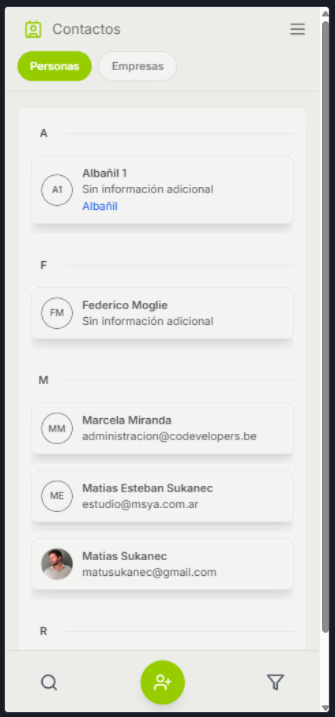 Contactos
Personas
Empresas
A
A1
Albañil 1
Sin información adicional
Albañil
F
FM
Federico Moglie
Sin información adicional
M
MM
Marcela Miranda
administracion@codevelopers.be
ME
Matias Esteban Sukanec
estudio@msya.com.ar
Matias Sukanec
matusukanec@gmail.com
R